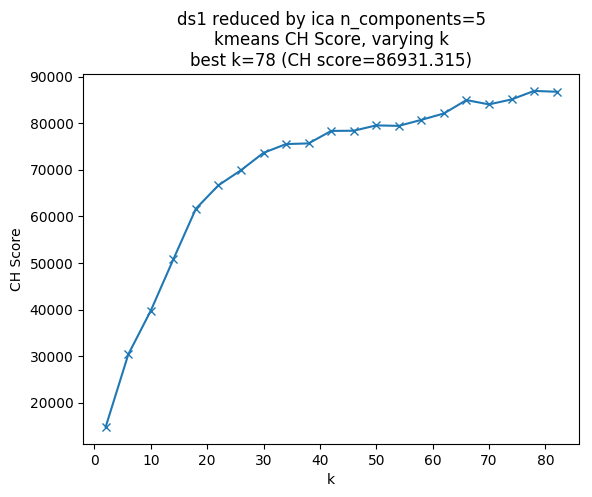 ds1 reduced by ica n_components=5
kmeans CH Score, varying k
best k=78 (CH score=86931.315)
90000
80000
70000
60000
50000
40000
30000
20000
CH Score
0 10 20 30 40 50 60 70 80
k